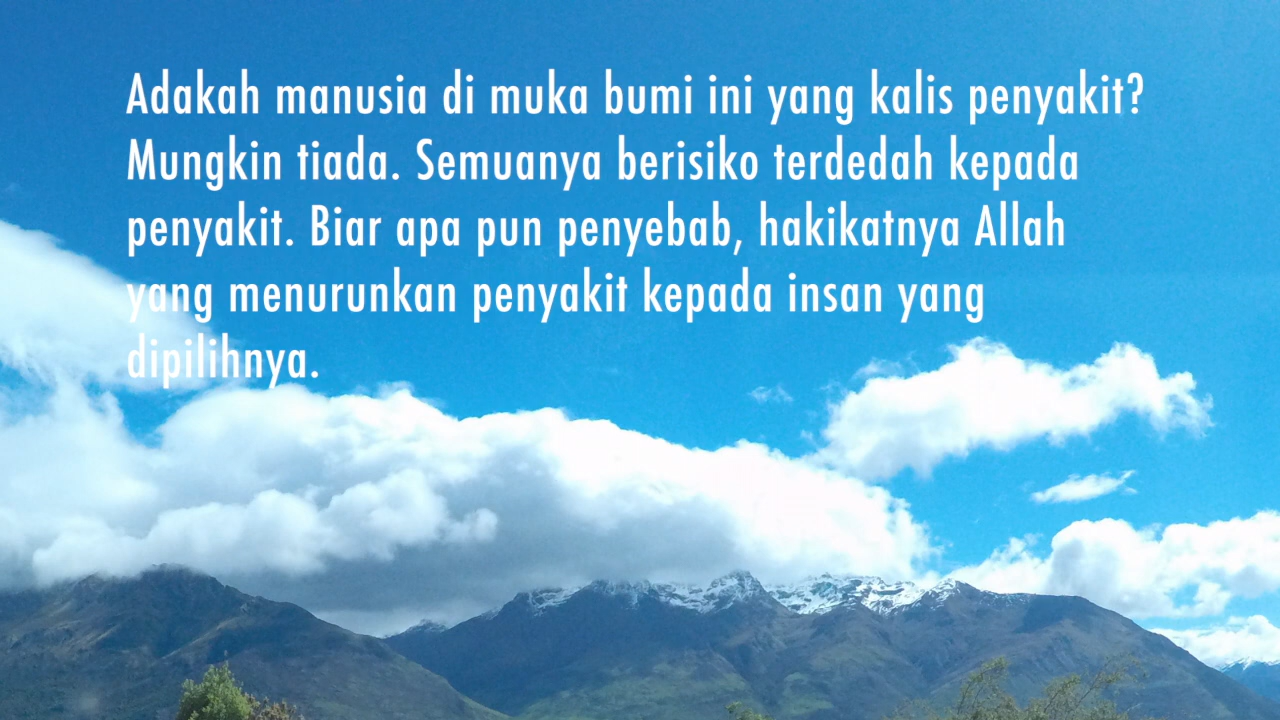 Adakah manusia di muka bumi ini yang kalis penyakit?
Mungkin tiada. Semuanya berisiko terdedah kepada
penyakit. Biar apa pun penyebab, hakikatnya Allah
yang menurunkan penyakit kepada insan yang
dipilihnya.